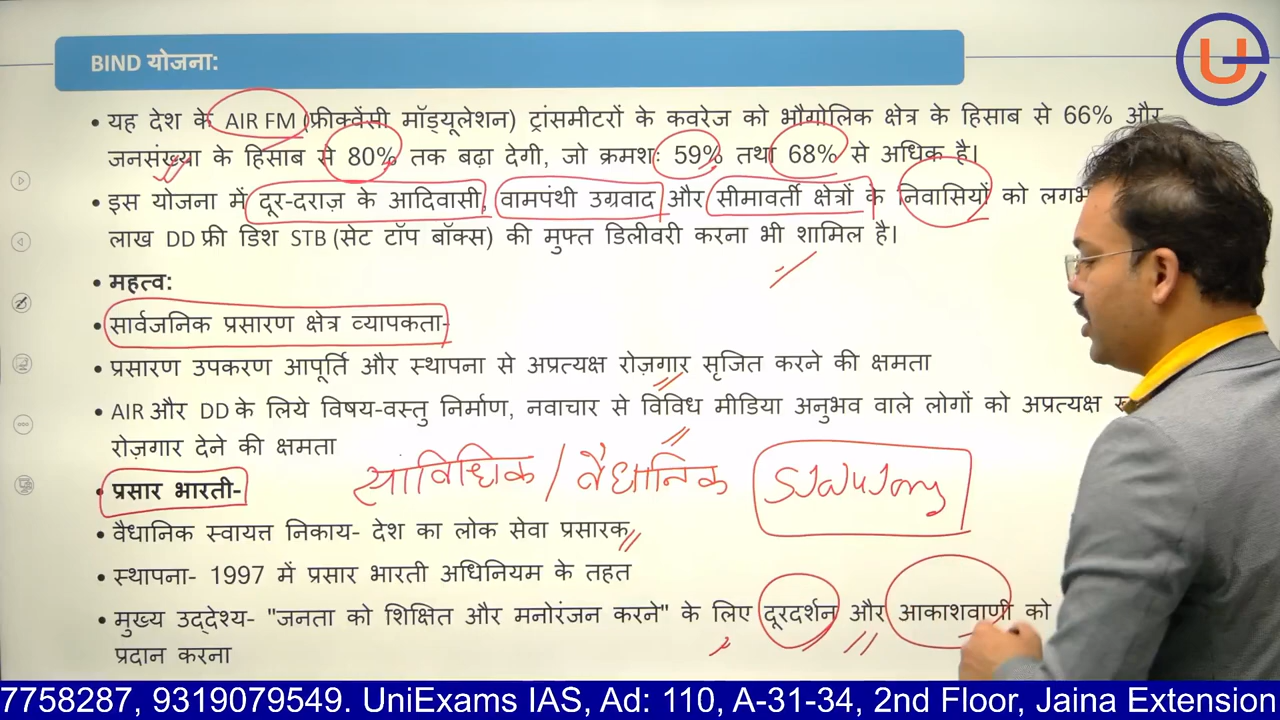 BIND योजना:
• यह देश के AIR FM (फ्रीक्वेंसी मॉड्यूलेशन) ट्रांसमीटरों के कवरेज को भौगोलिक क्षेत्र के हिसाब से 66% और
जनसंख्या के हिसाब से 80% तक बढ़ा देगी, जो क्रमशः 59% तथा 68% से अधिक है।
• इस योजना में दूर-दराज़ के आदिवासी, वामपंथी उग्रवाद और सीमावर्ती क्षेत्रों के निवासियों को
लाख DD फ्री डिश STB (सेट टॉप बॉक्स) की मुफ्त डिलीवरी करना भी शामिल है।
• महत्व:
• सार्वजनिक प्रसारण क्षेत्र व्यापकता-
• प्रसारण उपकरण आपूर्ति और स्थापना से अप्रत्यक्ष रोज़गार सृजित करने की क्षमता
• AIR और DD के लिये विषय-वस्तु निर्माण, नवाचार से विविध मीडिया अनुभव वाले लोगों को अप्रत्यक्ष
रोज़गार देने की क्षमता
सांविधिक / वैधानिक Statutory
• प्रसार भारती-
• वैधानिक स्वायत्त निकाय- देश का लोक सेवा प्रसारक
• स्थापना- 1997 में प्रसार भारती अधिनियम के तहत
• मुख्य उद्देश्य- "जनता को शिक्षित और मनोरंजन करने" के लिए दूरदर्शन और आकाशवाणी को
प्रदान करना
7758287, 9319079549. UniExams IAS, Ad: 110, A-31-34, 2nd Floor, Jaina Extension